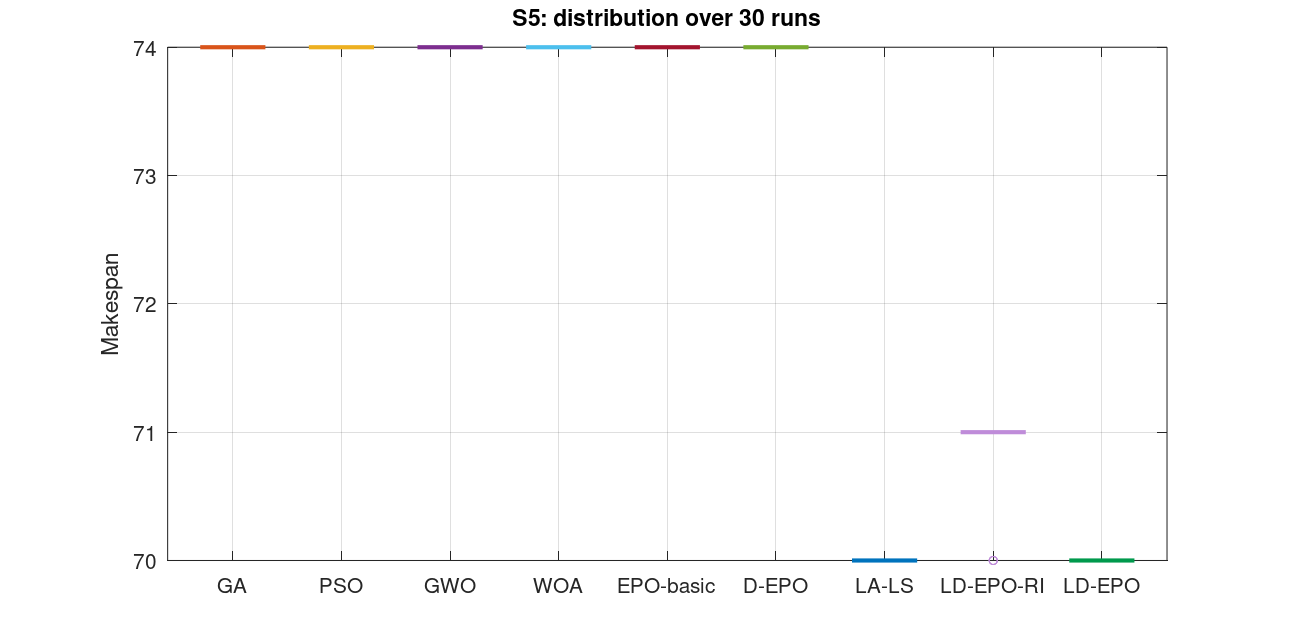 S5: distribution over 30 runs
74
73
72
71
70
Makespan
GA PSO GWO WOA EPO-basic D-EPO LA-LS LD-EPO-RI LD-EPO